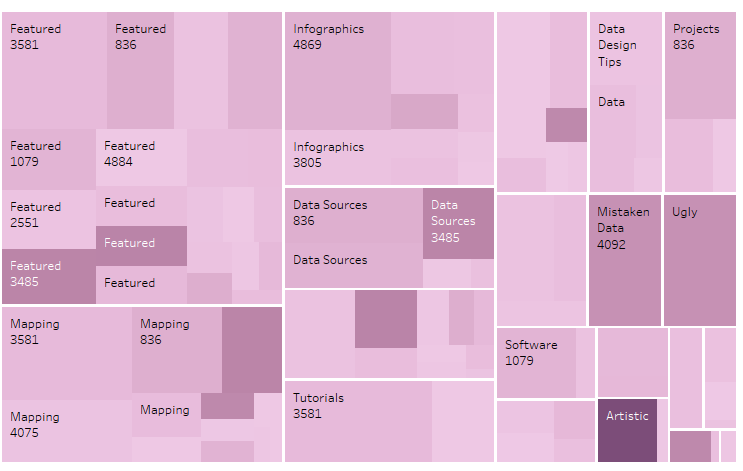 Featured
3581
Featured
836
Featured
1079
Featured
4884
Featured
2551
Featured
Featured
Featured
3485
Featured
Mapping
3581
Mapping
836
Mapping
4075
Mapping
Infographics
4869
Infographics
3805
Data Sources
836
Data
Sources
3485
Data Sources
Tutorials
3581
Data
Design
Tips
Data
Projects
836
Mistaken
Data
4092
Ugly
Software
1079
Artistic